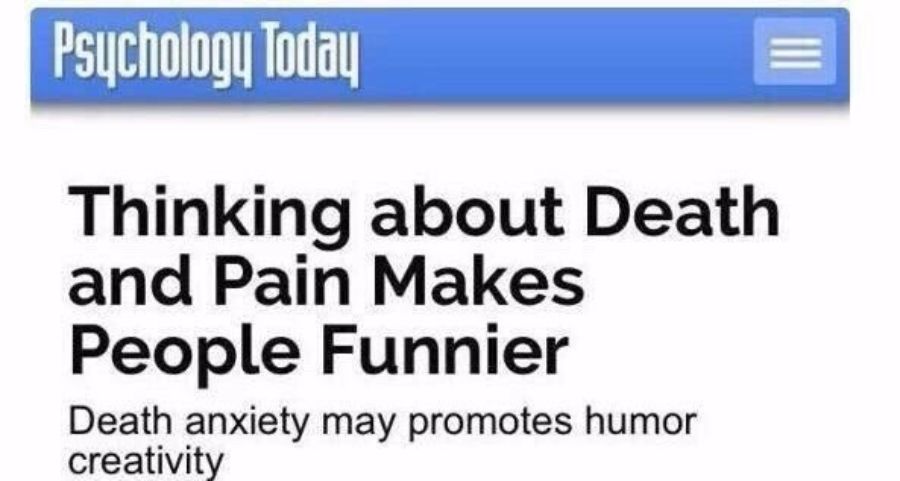 Psychology Today
Thinking about Death
and Pain Makes
People Funnier
Death anxiety may promotes humor
creativity